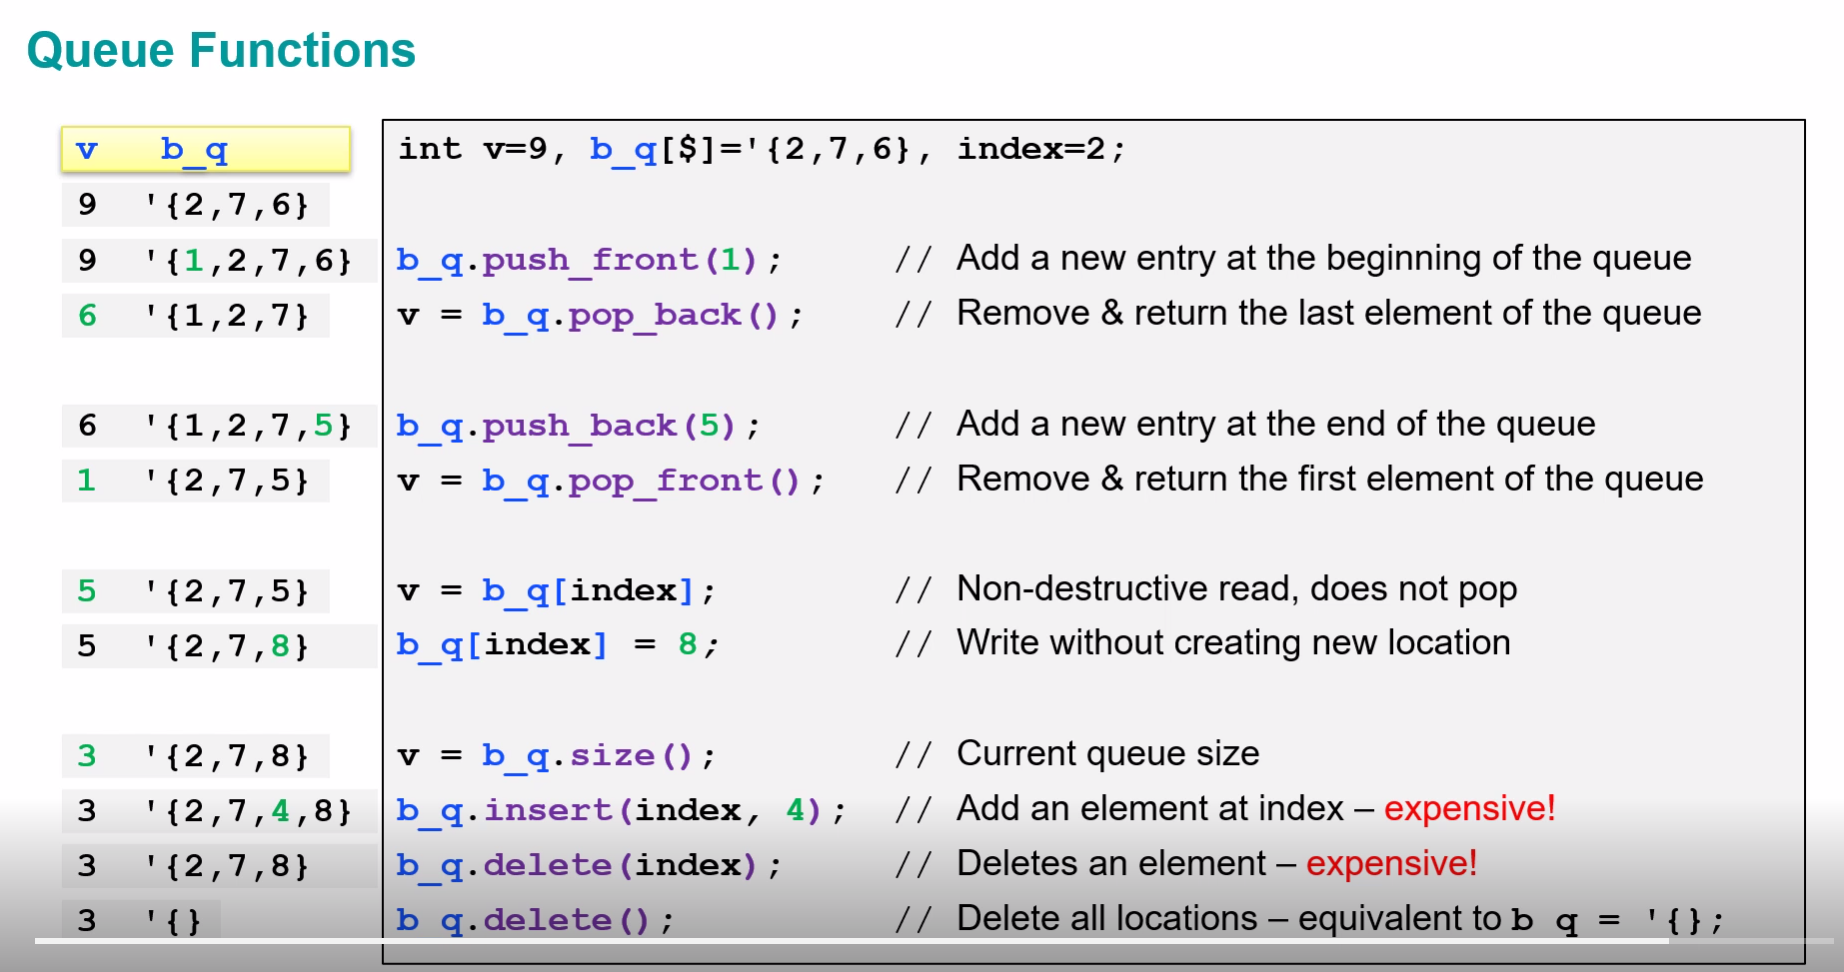 Queue Functions
v b_q
int v=9, b_q[$]='{2,7,6}, index=2;
9 '{2,7,6}
9 '{1,2,7,6} b_q.push_front(1); // Add a new entry at the beginning of the queue
6 '{1,2,7} v = b_q.pop_back(); // Remove & return the last element of the queue
6 '{1,2,7,5} b_q.push_back(5); // Add a new entry at the end of the queue
1 '{2,7,5} v = b_q.pop_front(); // Remove & return the first element of the queue
5 '{2,7,5} v = b_q[index]; // Non-destructive read, does not pop
5 '{2,7,8} b_q[index] = 8; // Write without creating new location
3 '{2,7,8} v = b_q.size(); // Current queue size
3 '{2,7,4,8} b_q.insert(index, 4); // Add an element at index – expensive!
3 '{2,7,8} b_q.delete(index); // Deletes an element – expensive!
3 '{} b_q.delete(); // Delete all locations – equivalent to b_q = '{};